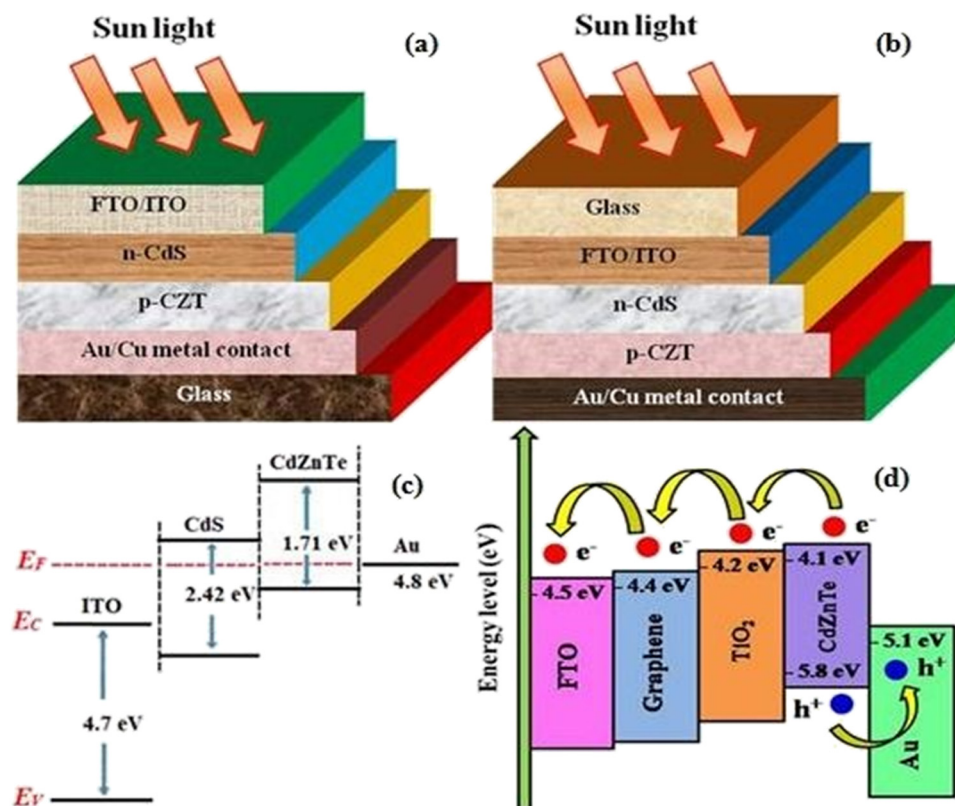 Sun light
(a)
FTO/ITO
n-CdS
p-CZT
Au/Cu metal contact
Glass
Sun light
(b)
Glass
FTO/ITO
n-CdS
p-CZT
Au/Cu metal contact
(c)
CdZnTe
CdS
1.71 eV
Au
EF
4.8 eV
2.42 eV
ITO
EC
4.7 eV
EV
(d)
Energy level (eV)
e-
e-
e-
e-
4.5 eV
4.4 eV
4.2 eV
4.1 eV
FTO
Graphene
TiO2
CdZnTe
5.8 eV
5.1 eV
h+
h+
Au